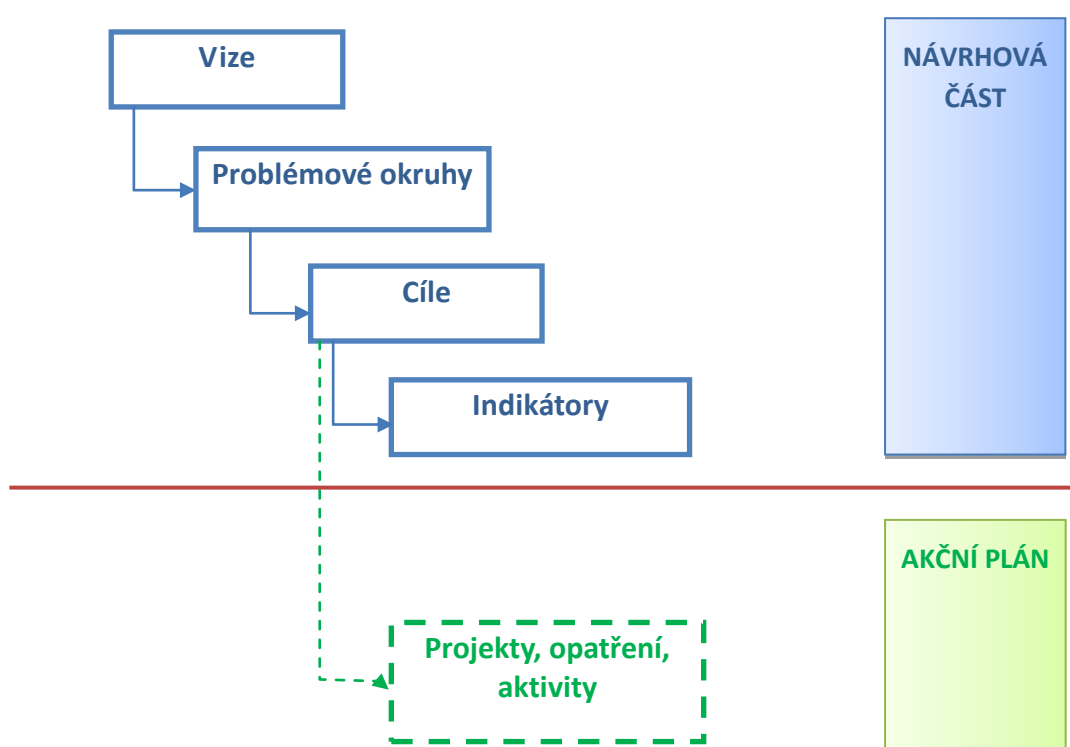 Vize
NÁVRHOVÁ
ČÁST
Problémové okruhy
Cíle
Indikátory
AKČNÍ PLÁN
Projekty, opatření,
aktivity